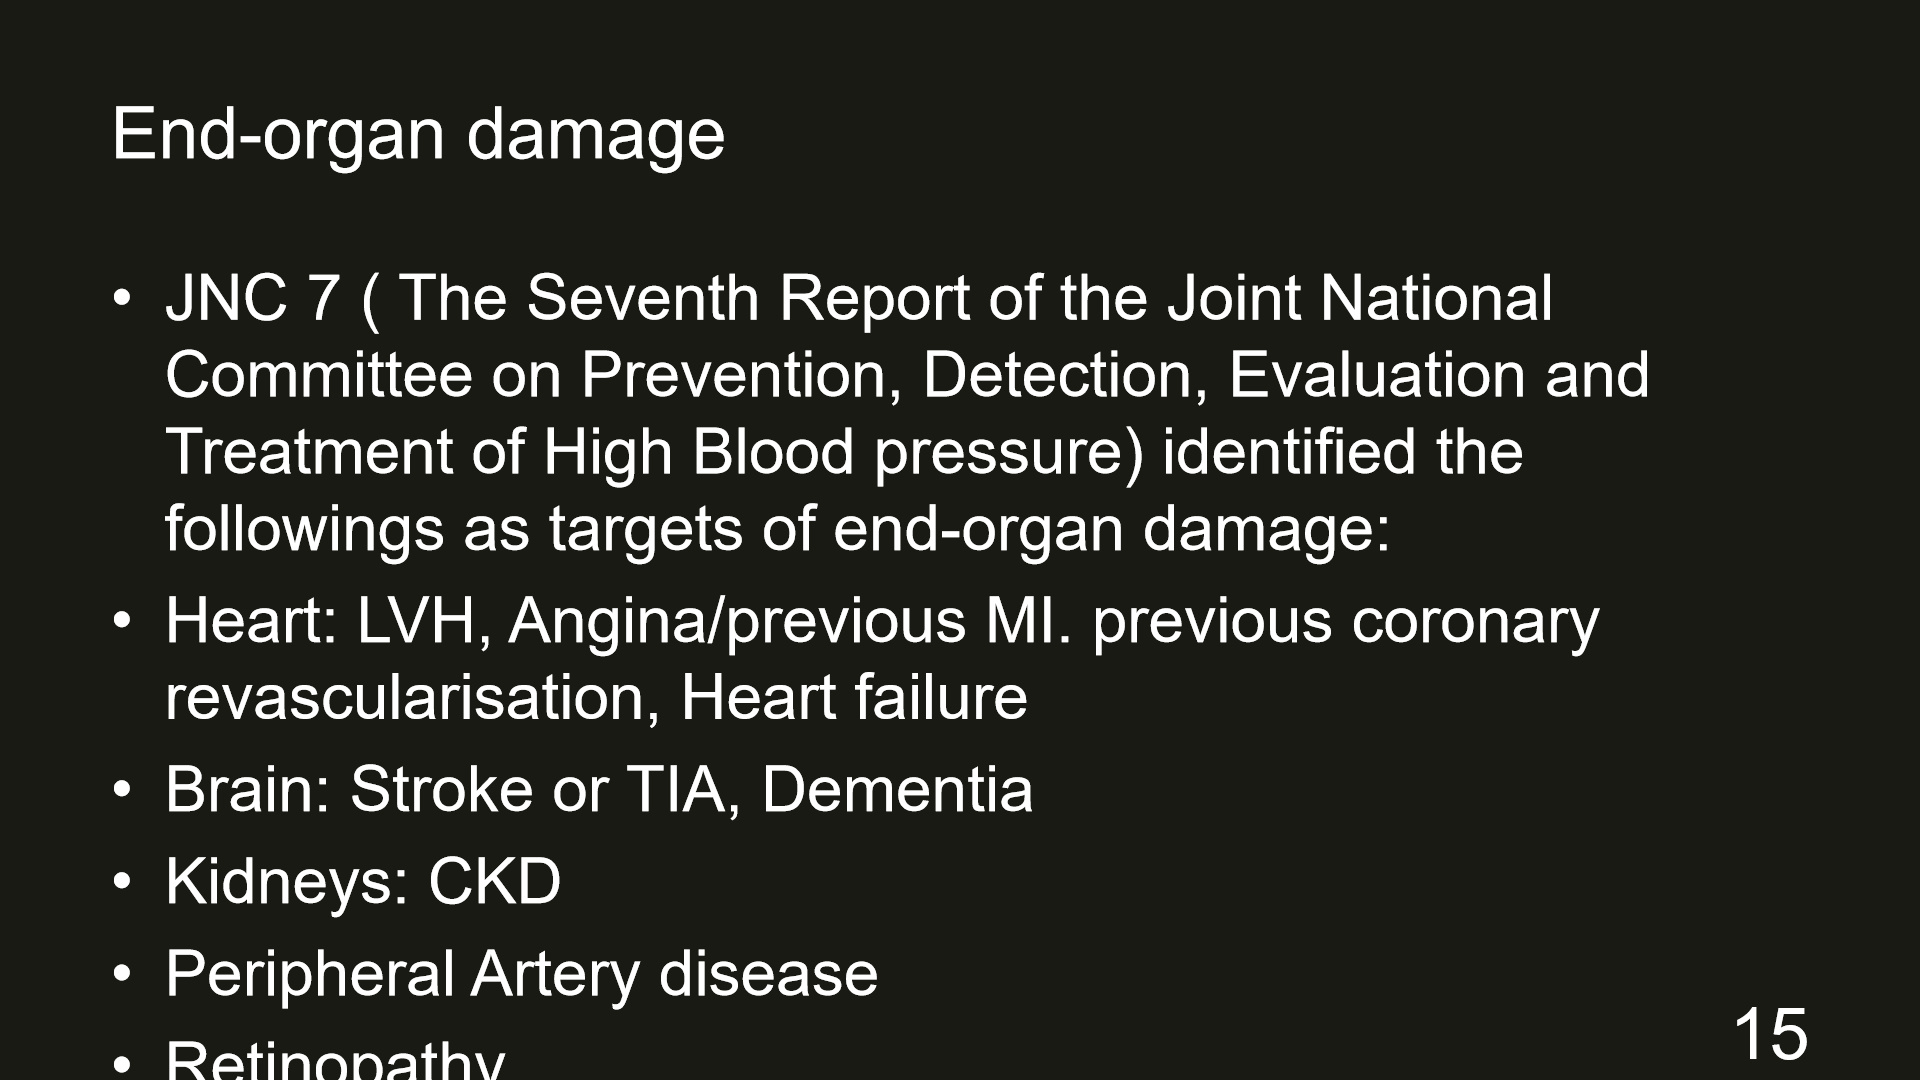 End-organ damage
• JNC 7 ( The Seventh Report of the Joint National
Committee on Prevention, Detection, Evaluation and
Treatment of High Blood pressure) identified the
followings as targets of end-organ damage:
• Heart: LVH, Angina/previous MI. previous coronary
revascularisation, Heart failure
• Brain: Stroke or TIA, Dementia
• Kidneys: CKD
• Peripheral Artery disease
• Retinopathy
15